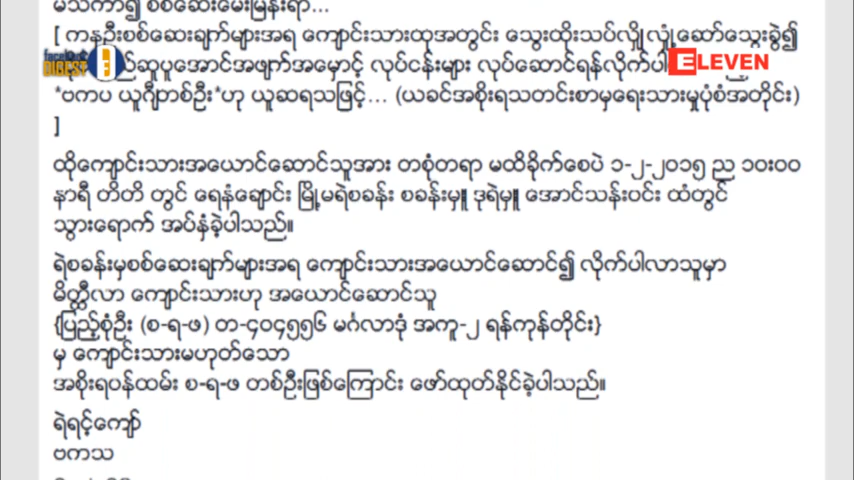 မသင်္ကာ၍ စစ်ဆေးမေးမြန်းရာ...
[ ကနဦးစစ်ဆေးချက်များအရ ကျောင်းသားထုအတွင်း သွေးထိုးသပ်လျှိုလှုံ့ဆော်သွေးခွဲ၍
ည်ဆူပူအောင်အဖျက်အမှောင့် လုပ်ငန်းများ လုပ်ဆောင်ရန်လိုက်ပါ
*ဗကပ ယူဂျီတစ်ဦး*ဟု ယူဆရသဖြင့်... (ယခင်အစိုးရသတင်းစာမှရေးသားမှုပုံစံအတိုင်း)
]
facebook DIGEST
ELEVEN
ထိုကျောင်းသားအယောင်ဆောင်သူအား တစုံတရာ မထိခိုက်စေပဲ ၁-၂-၂၀၁၅ ည ၁၀း၀၀
နာရီ တိတိ တွင် ရေနံချောင်း မြို့မရဲစခန်း စခန်းမှူး ဒုရဲမှူး အောင်သန်းဝင်း ထံတွင်
သွားရောက် အပ်နှံခဲ့ပါသည်။
ရဲစခန်းမှစစ်ဆေးချက်များအရ ကျောင်းသားအယောင်ဆောင်၍ လိုက်ပါလာသူမှာ
မိတ္ထီလာ ကျောင်းသားဟု အယောင်ဆောင်သူ
{ပြည့်စုံဦး (စ-ရ-ဖ) တ-၄၀၄၅၅၆ မင်္ဂလာဒုံ အကူ-၂ ရန်ကုန်တိုင်း}
မှ ကျောင်းသားမဟုတ်သော
အစိုးရပန်ထမ်း စ-ရ-ဖ တစ်ဦးဖြစ်ကြောင်း ဖော်ထုတ်နိုင်ခဲ့ပါသည်။
ရဲရင့်ကျော်
ဗကသ